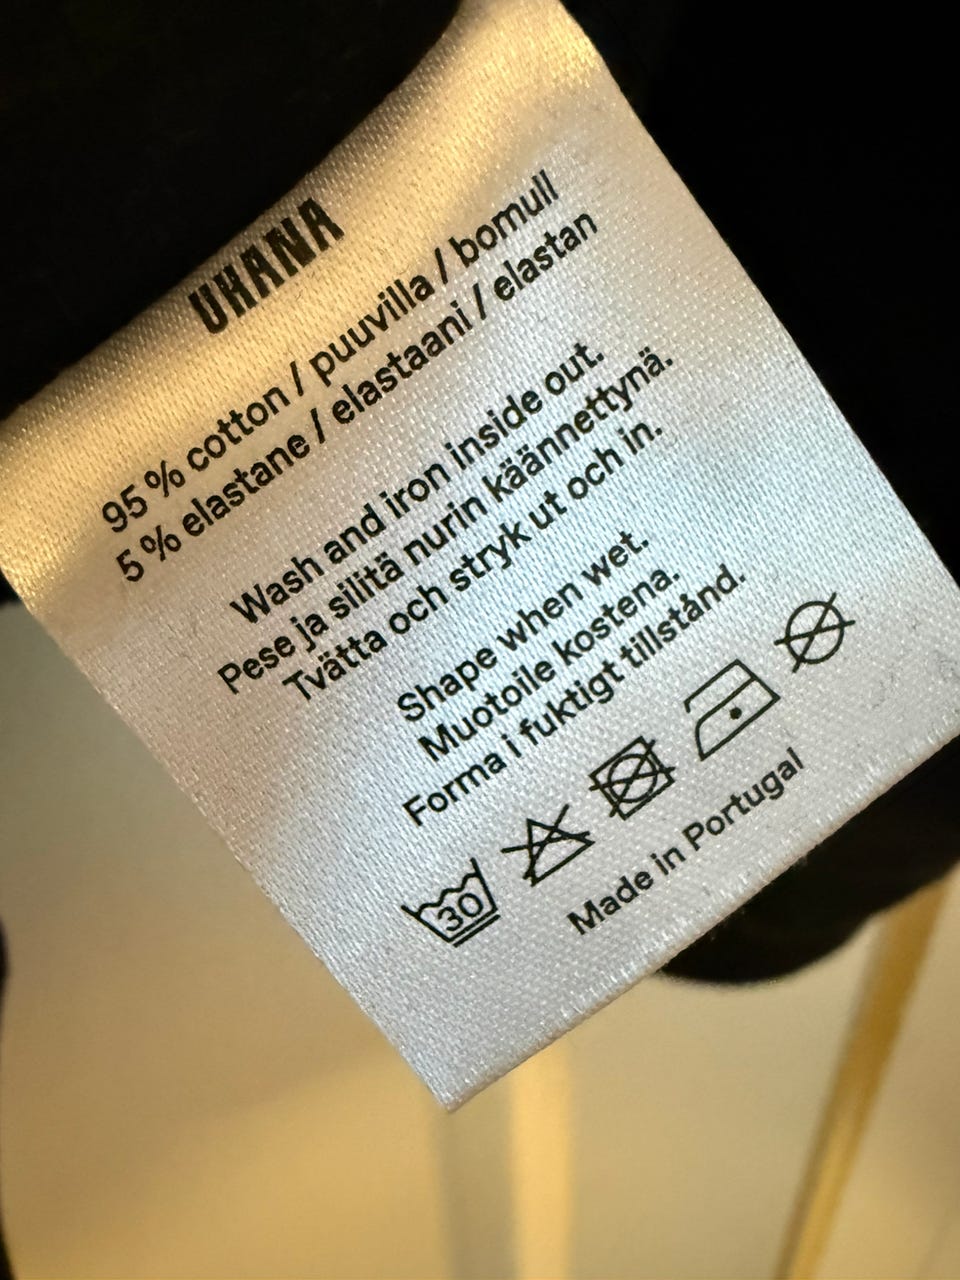 UHANA
95 % cotton / puuvilla / bomull
5 % elastane / elastaani / elastan
Wash and iron inside out.
Pese ja silitä nurin käännettynä.
Tvätta och stryk ut och in.
Shape when wet.
Muotoile kostena.
Forma i fuktigt tillstånd.
30
Made in Portugal